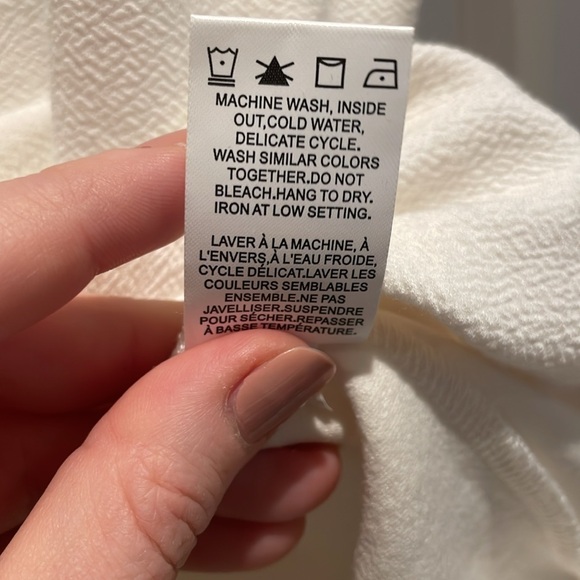 MACHINE WASH, INSIDE
OUT,COLD WATER,
DELICATE CYCLE.
WASH SIMILAR COLORS
TOGETHER.DO NOT
BLEACH.HANG TO DRY.
IRON AT LOW SETTING.
LAVER À LA MACHINE, À
L'ENVERS,À L'EAU FROIDE,
CYCLE DÉLICAT.LAVER LES
COULEURS SEMBLABLES
ENSEMBLE.NE PAS
JAVELLISER.SUSPENDRE
POUR SÉCHER.REPASSER
À BASSE TEMPÉRATURE.